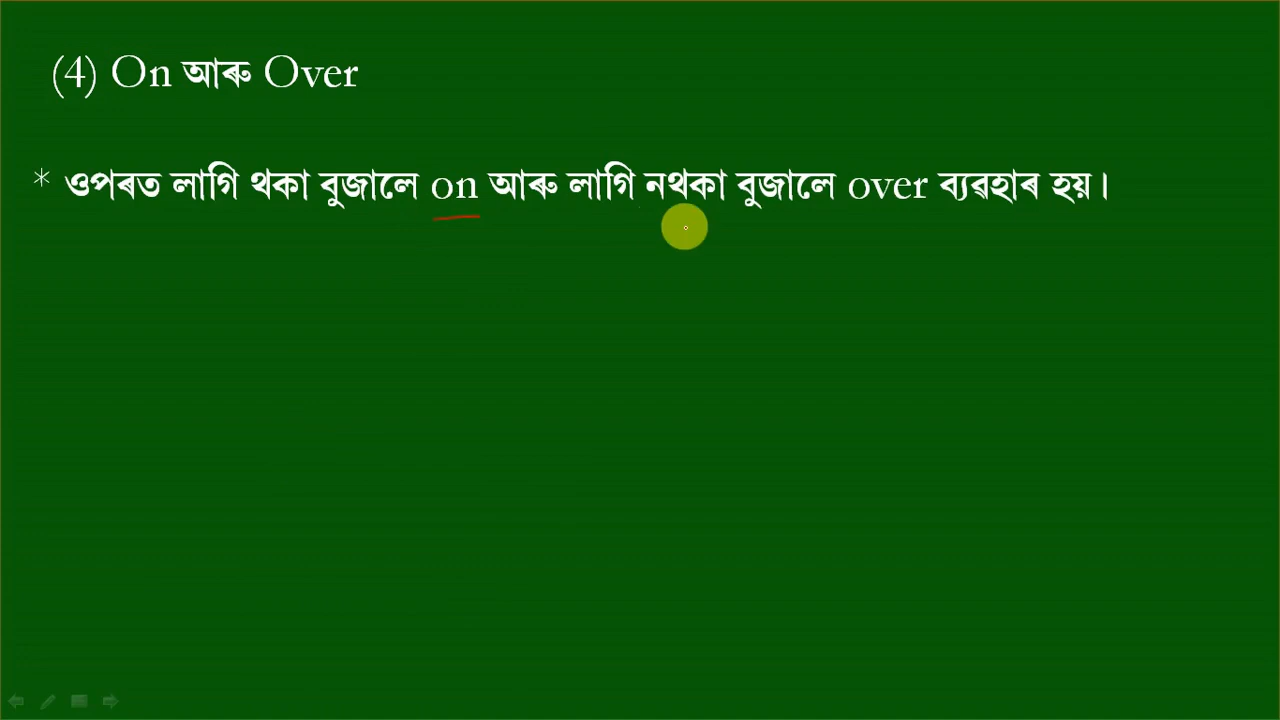 (4) On আৰু Over
* ওপৰত লাগি থকা বুজালে on আৰু লাগি নথকা বুজালে over ব্যৱহাৰ হয়।